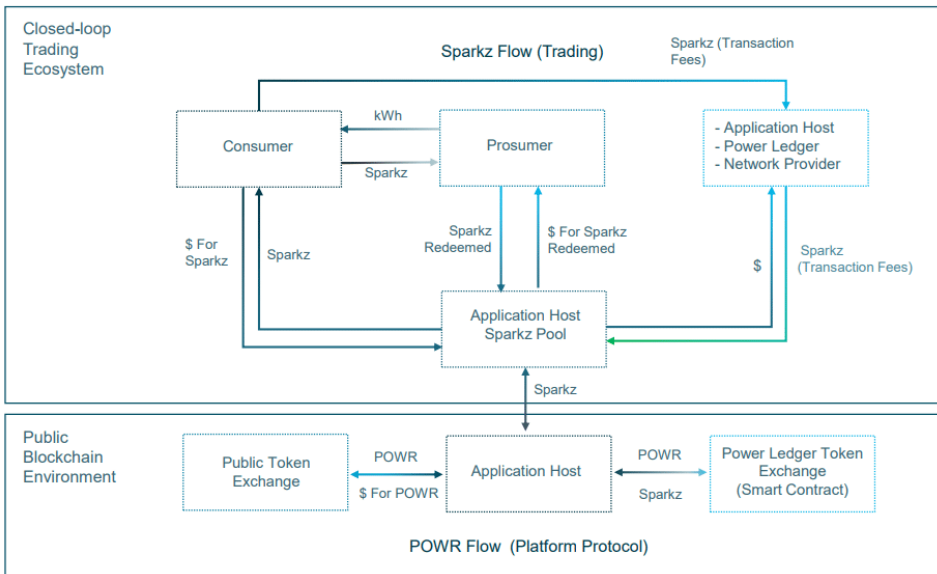 Closed-loop
Trading
Ecosystem
Sparkz Flow (Trading)
Sparkz (Transaction
Fees)
Consumer
kWh
Sparkz
Prosumer
- Application Host
- Power Ledger
- Network Provider
$ For
Sparkz
Sparkz
Sparkz
Redeemed
$ For Sparkz
Redeemed
$
Sparkz
(Transaction Fees)
Application Host
Sparkz Pool
Sparkz
Public
Blockchain
Environment
Public Token
Exchange
POWR
$ For POWR
Application Host
POWR
Sparkz
Power Ledger Token
Exchange
(Smart Contract)
POWR Flow (Platform Protocol)